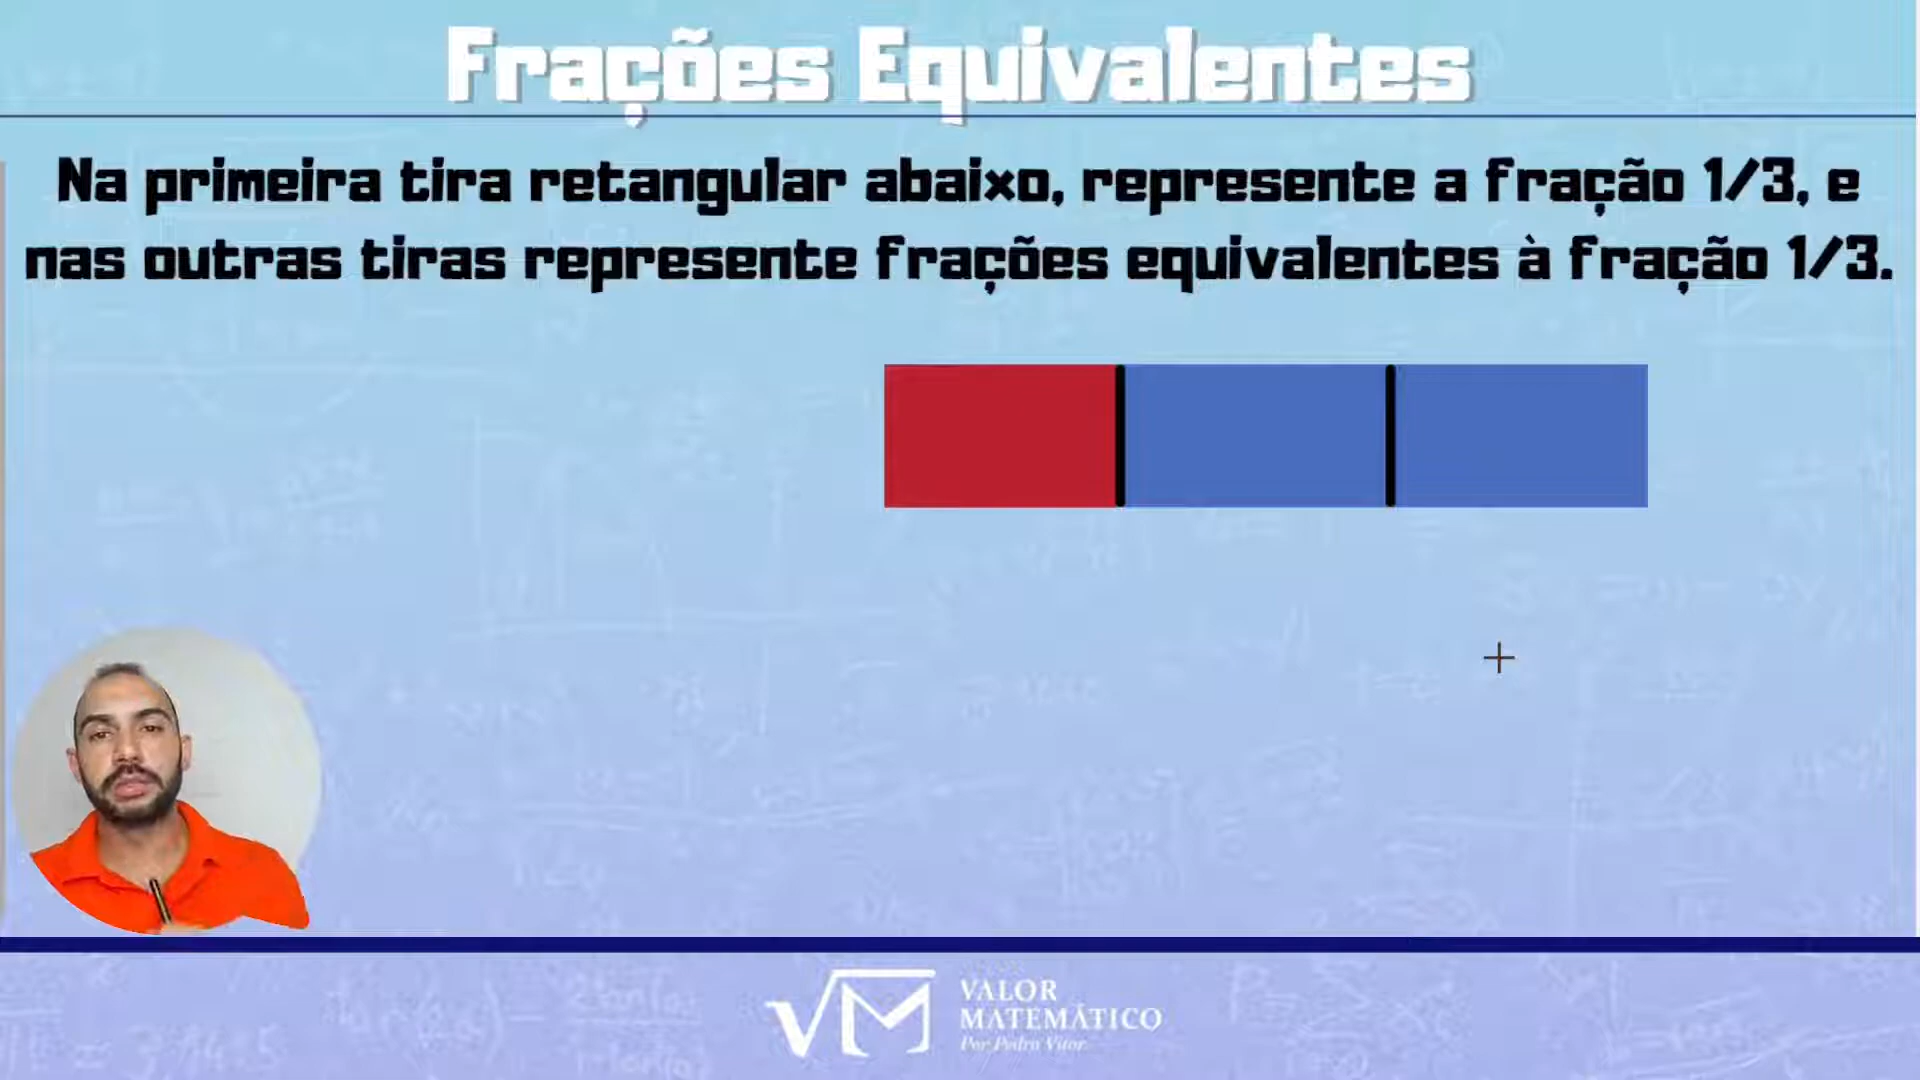 Frações Equivalentes
Na primeira tira retangular abaixo, represente a fração 1/3, e
nas outras tiras represente frações equivalentes à fração 1/3.
VALOR
MATEMÁTICO
Por Pedro Vitor